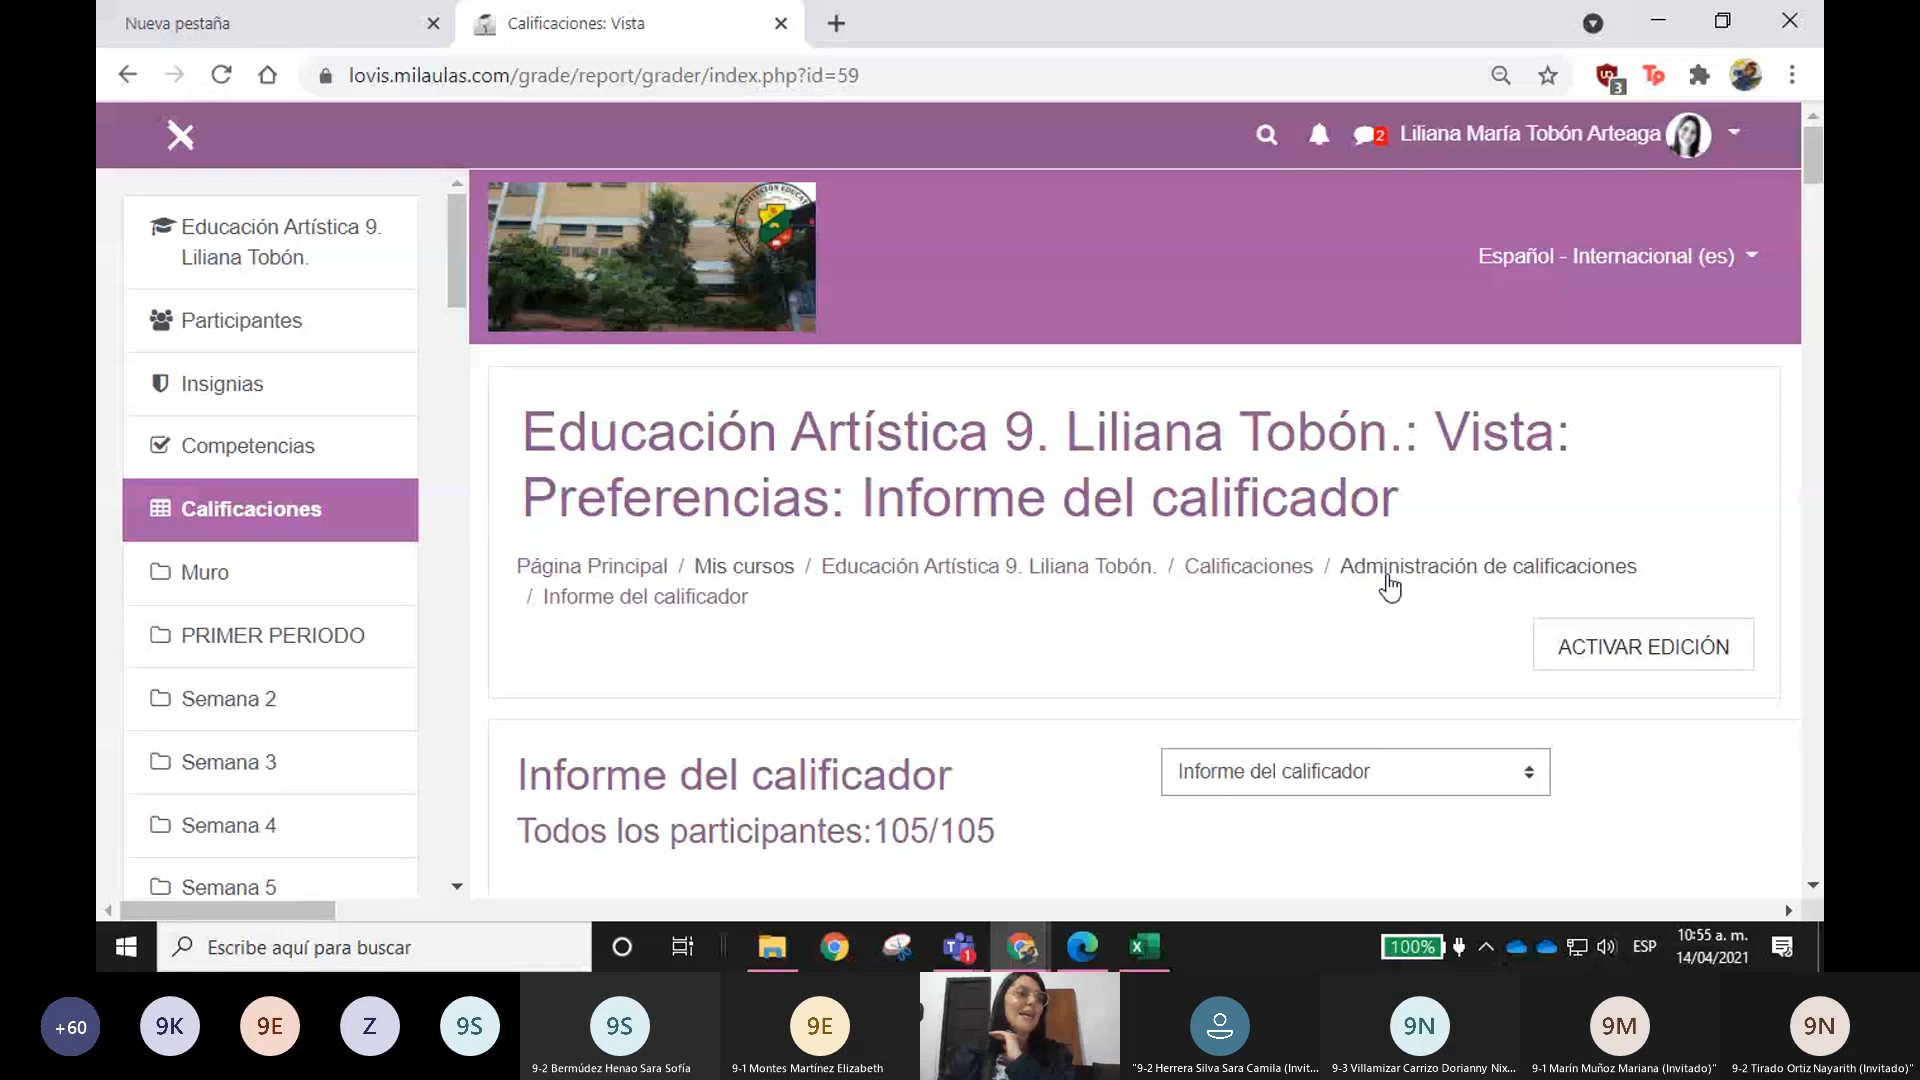 Nueva pestaña
Calificaciones: Vista
lovis.milaulas.com/grade/report/grader/index.php?id=59
3
Tp
2
Liliana María Tobón Arteaga
Educación Artística 9.
Liliana Tobón.
Participantes
Insignias
Competencias
Calificaciones
Muro
PRIMER PERIODO
Semana 2
Semana 3
Semana 4
Semana 5
Español - Internacional (es)
Educación Artística 9. Liliana Tobón.: Vista:
Preferencias: Informe del calificador
Página Principal / Mis cursos / Educación Artística 9. Liliana Tobón. / Calificaciones / Administración de calificaciones
/ Informe del calificador
ACTIVAR EDICIÓN
Informe del calificador
Informe del calificador
Todos los participantes:105/105
Escribe aquí para buscar
1
100%
ESP
10:55 a. m.
14/04/2021
+60
9K
9E
Z
9S
9S
9-2 Bermúdez Henao Sara Sofía
9E
9-1 Montes Martínez Elizabeth
"9-2 Herrera Silva Sara Camila (Invit...
9N
9-3 Villamizar Carrizo Dorianny Nix...
9M
9-1 Marín Muñoz Mariana (Invitado)"
9N
9-2 Tirado Ortiz Nayarith (Invitado)"